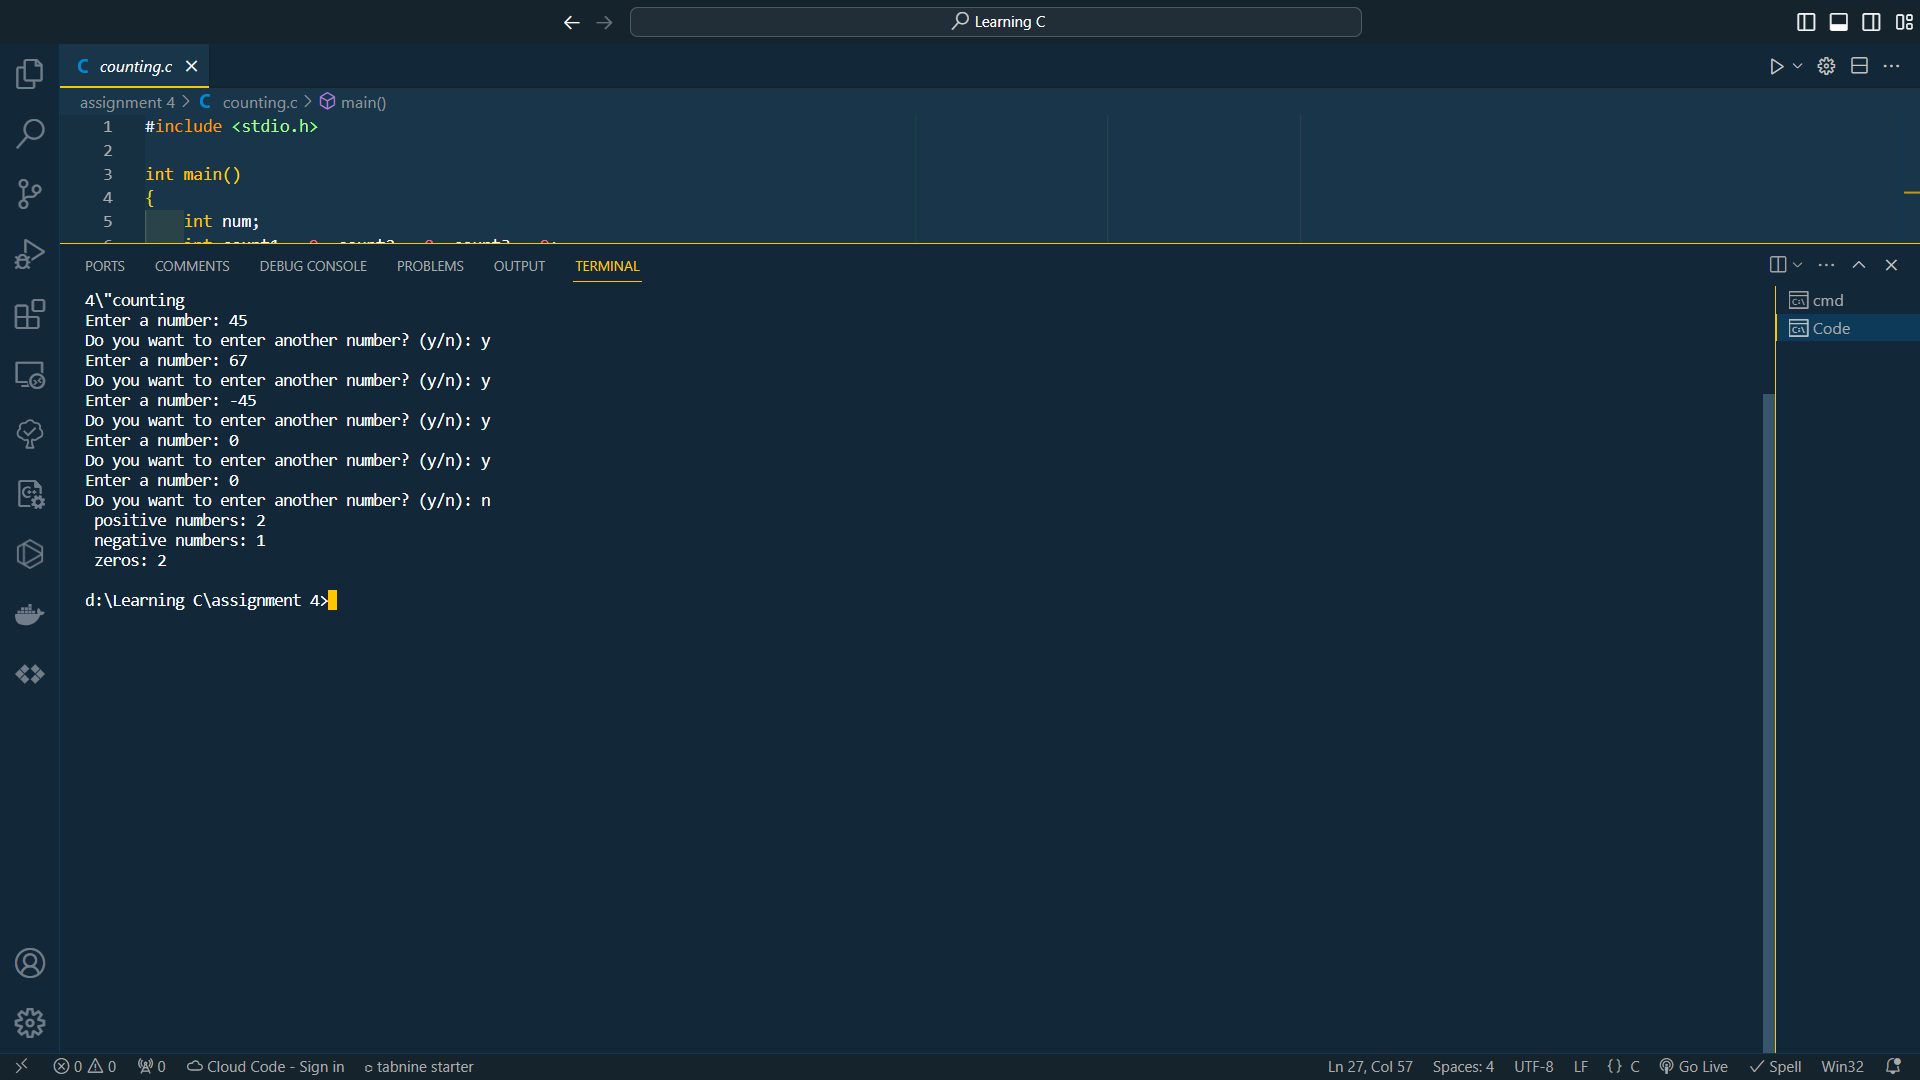 Learning C
counting.c
assignment 4 > C counting.c > main()
1 #include <stdio.h>
2
3 int main()
4 {
5 int num;
PORTS COMMENTS DEBUG CONSOLE PROBLEMS OUTPUT TERMINAL
4\"counting
Enter a number: 45
Do you want to enter another number? (y/n): y
Enter a number: 67
Do you want to enter another number? (y/n): y
Enter a number: -45
Do you want to enter another number? (y/n): y
Enter a number: 0
Do you want to enter another number? (y/n): y
Enter a number: 0
Do you want to enter another number? (y/n): n
positive numbers: 2
negative numbers: 1
zeros: 2
d:\Learning C\assignment 4>
cmd
Code
0 0 0 Cloud Code - Sign in tabnine starter Ln 27, Col 57 Spaces: 4 UTF-8 LF {} C Go Live Spell Win32